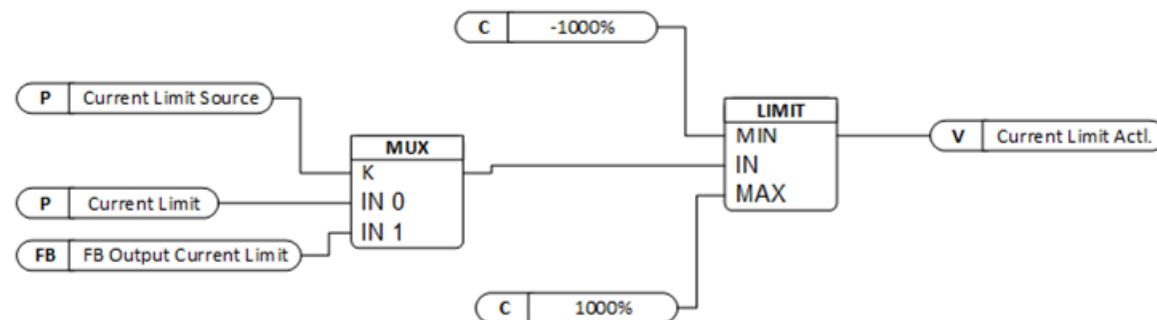 C -1000%
P Current Limit Source
LIMIT
MIN
V Current Limit Actl.
MUX
IN
K
MAX
P Current Limit
IN 0
IN 1
FB FB Output Current Limit
C 1000%